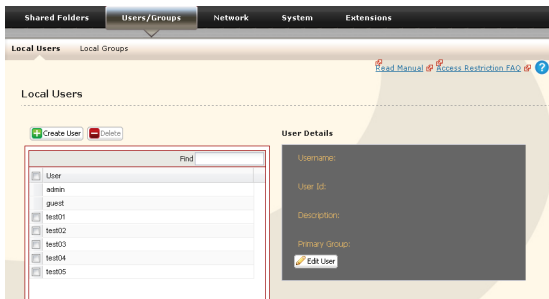 Shared Folders Users/Groups Network System Extensions
Local Users Local Groups
Read Manual Access Restriction FAQ ?
Local Users
Create User Delete
User Details
Find
User
admin
guest
test01
test02
test03
test04
test05
Username:
User Id:
Description:
Primary Group:
Edit User